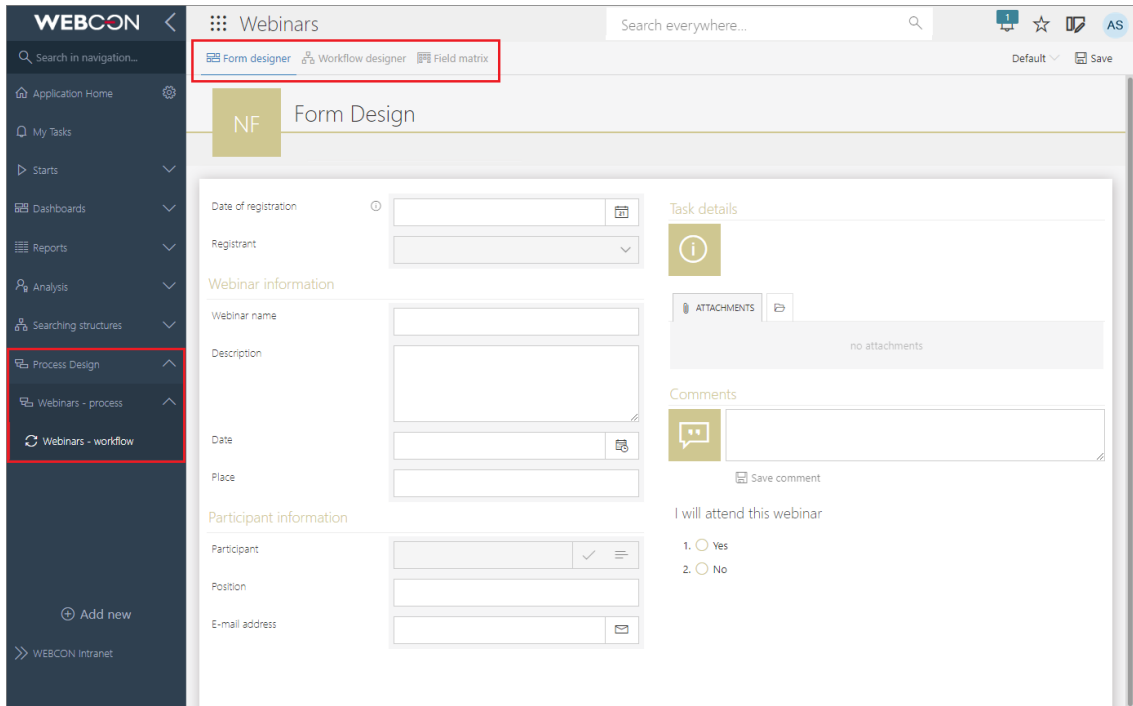 WEBCON
Webinars
Search everywhere...
1
AS
Search in navigation...
Form designer
Workflow designer
Field matrix
Default
Save
Application Home
My Tasks
Starts
Dashboards
Reports
Analysis
Searching structures
Process Design
Webinars - process
Webinars - workflow
Add new
WEBCON Intranet
NF
Form Design
Date of registration
21
Registrant
Webinar information
Webinar name
Description
Date
Place
Participant information
Participant
Position
E-mail address
Task details
ATTACHMENTS
no attachments
Comments
Save comment
I will attend this webinar
1. Yes
2. No